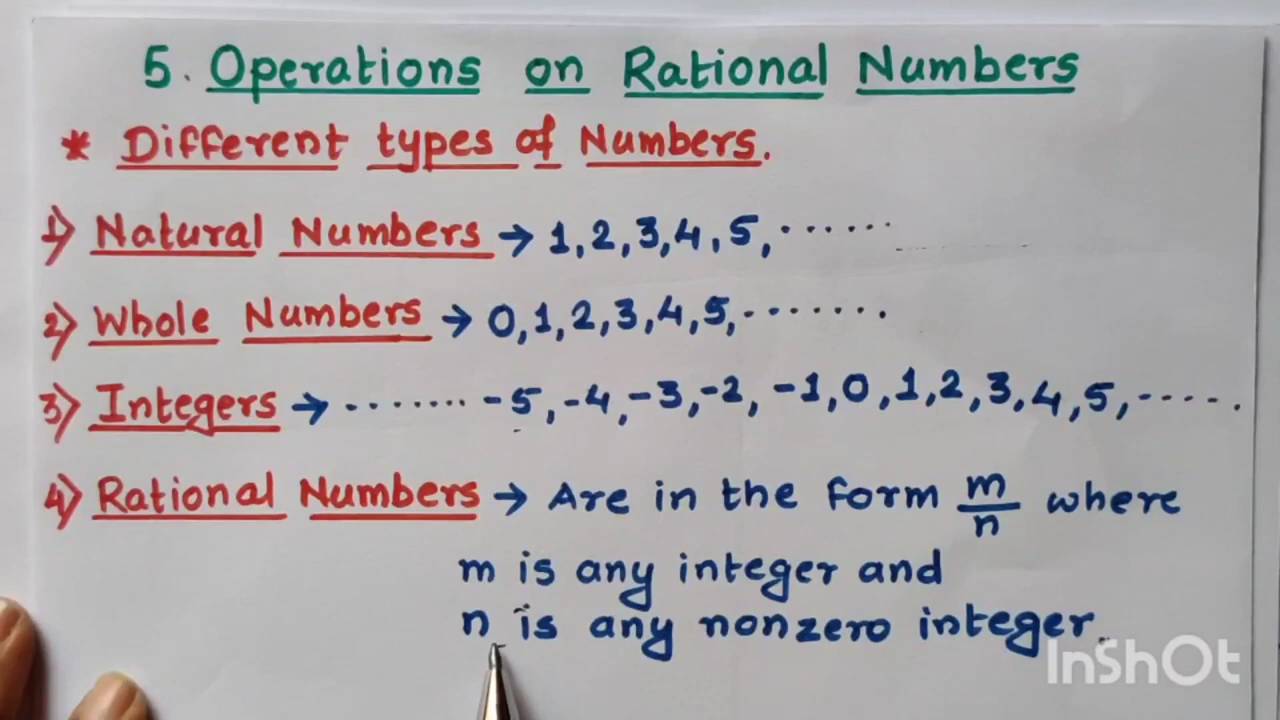 5. Operations on Rational Numbers
* Different types of Numbers.
1) Natural Numbers → 1, 2, 3, 4, 5, .......
2) Whole Numbers → 0, 1, 2, 3, 4, 5, ........
3) Integers → ........ -5, -4, -3, -2, -1, 0, 1, 2, 3, 4, 5, ......
4) Rational Numbers → Are in the form m/n where
m is any integer and
n is any nonzero integer.
InShOt